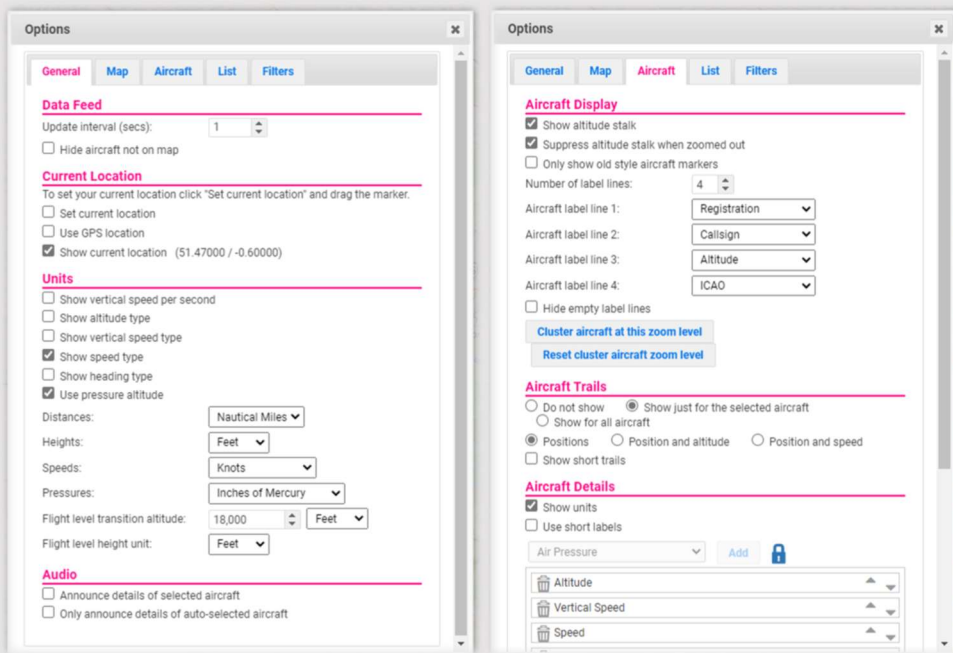 Options
General Map Aircraft List Filters
Data Feed
Update interval (secs): 1
Hide aircraft not on map
Current Location
To set your current location click "Set current location" and drag the marker.
Set current location
Use GPS location
Show current location (51.47000 / -0.60000)
Units
Show vertical speed per second
Show altitude type
Show vertical speed type
Show speed type
Show heading type
Use pressure altitude
Distances: Nautical Miles
Heights: Feet
Speeds: Knots
Pressures: Inches of Mercury
Flight level transition altitude: 18,000 Feet
Flight level height unit: Feet
Audio
Announce details of selected aircraft
Only announce details of auto-selected aircraft
Options
General Map Aircraft List Filters
Aircraft Display
Show altitude stalk
Suppress altitude stalk when zoomed out
Only show old style aircraft markers
Number of label lines: 4
Aircraft label line 1: Registration
Aircraft label line 2: Callsign
Aircraft label line 3: Altitude
Aircraft label line 4: ICAO
Hide empty label lines
Cluster aircraft at this zoom level
Reset cluster aircraft zoom level
Aircraft Trails
Do not show Show just for the selected aircraft
Show for all aircraft
Positions Position and altitude Position and speed
Show short trails
Aircraft Details
Show units
Use short labels
Air Pressure Add
Altitude
Vertical Speed
Speed